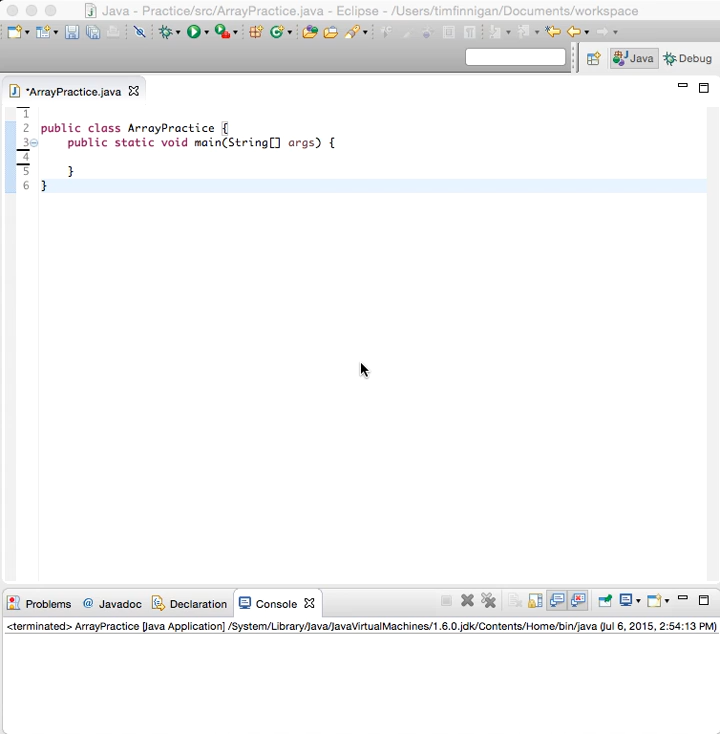 Java - Practice/src/ArrayPractice.java - Eclipse - /Users/timfinnigan/Documents/workspace
Java
Debug
*ArrayPractice.java
1
2 public class ArrayPractice {
3 public static void main(String[] args) {
4
5 }
6 }
Problems @ Javadoc Declaration Console
<terminated> ArrayPractice [Java Application] /System/Library/Java/JavaVirtualMachines/1.6.0.jdk/Contents/Home/bin/java (Jul 6, 2015, 2:54:13 PM)